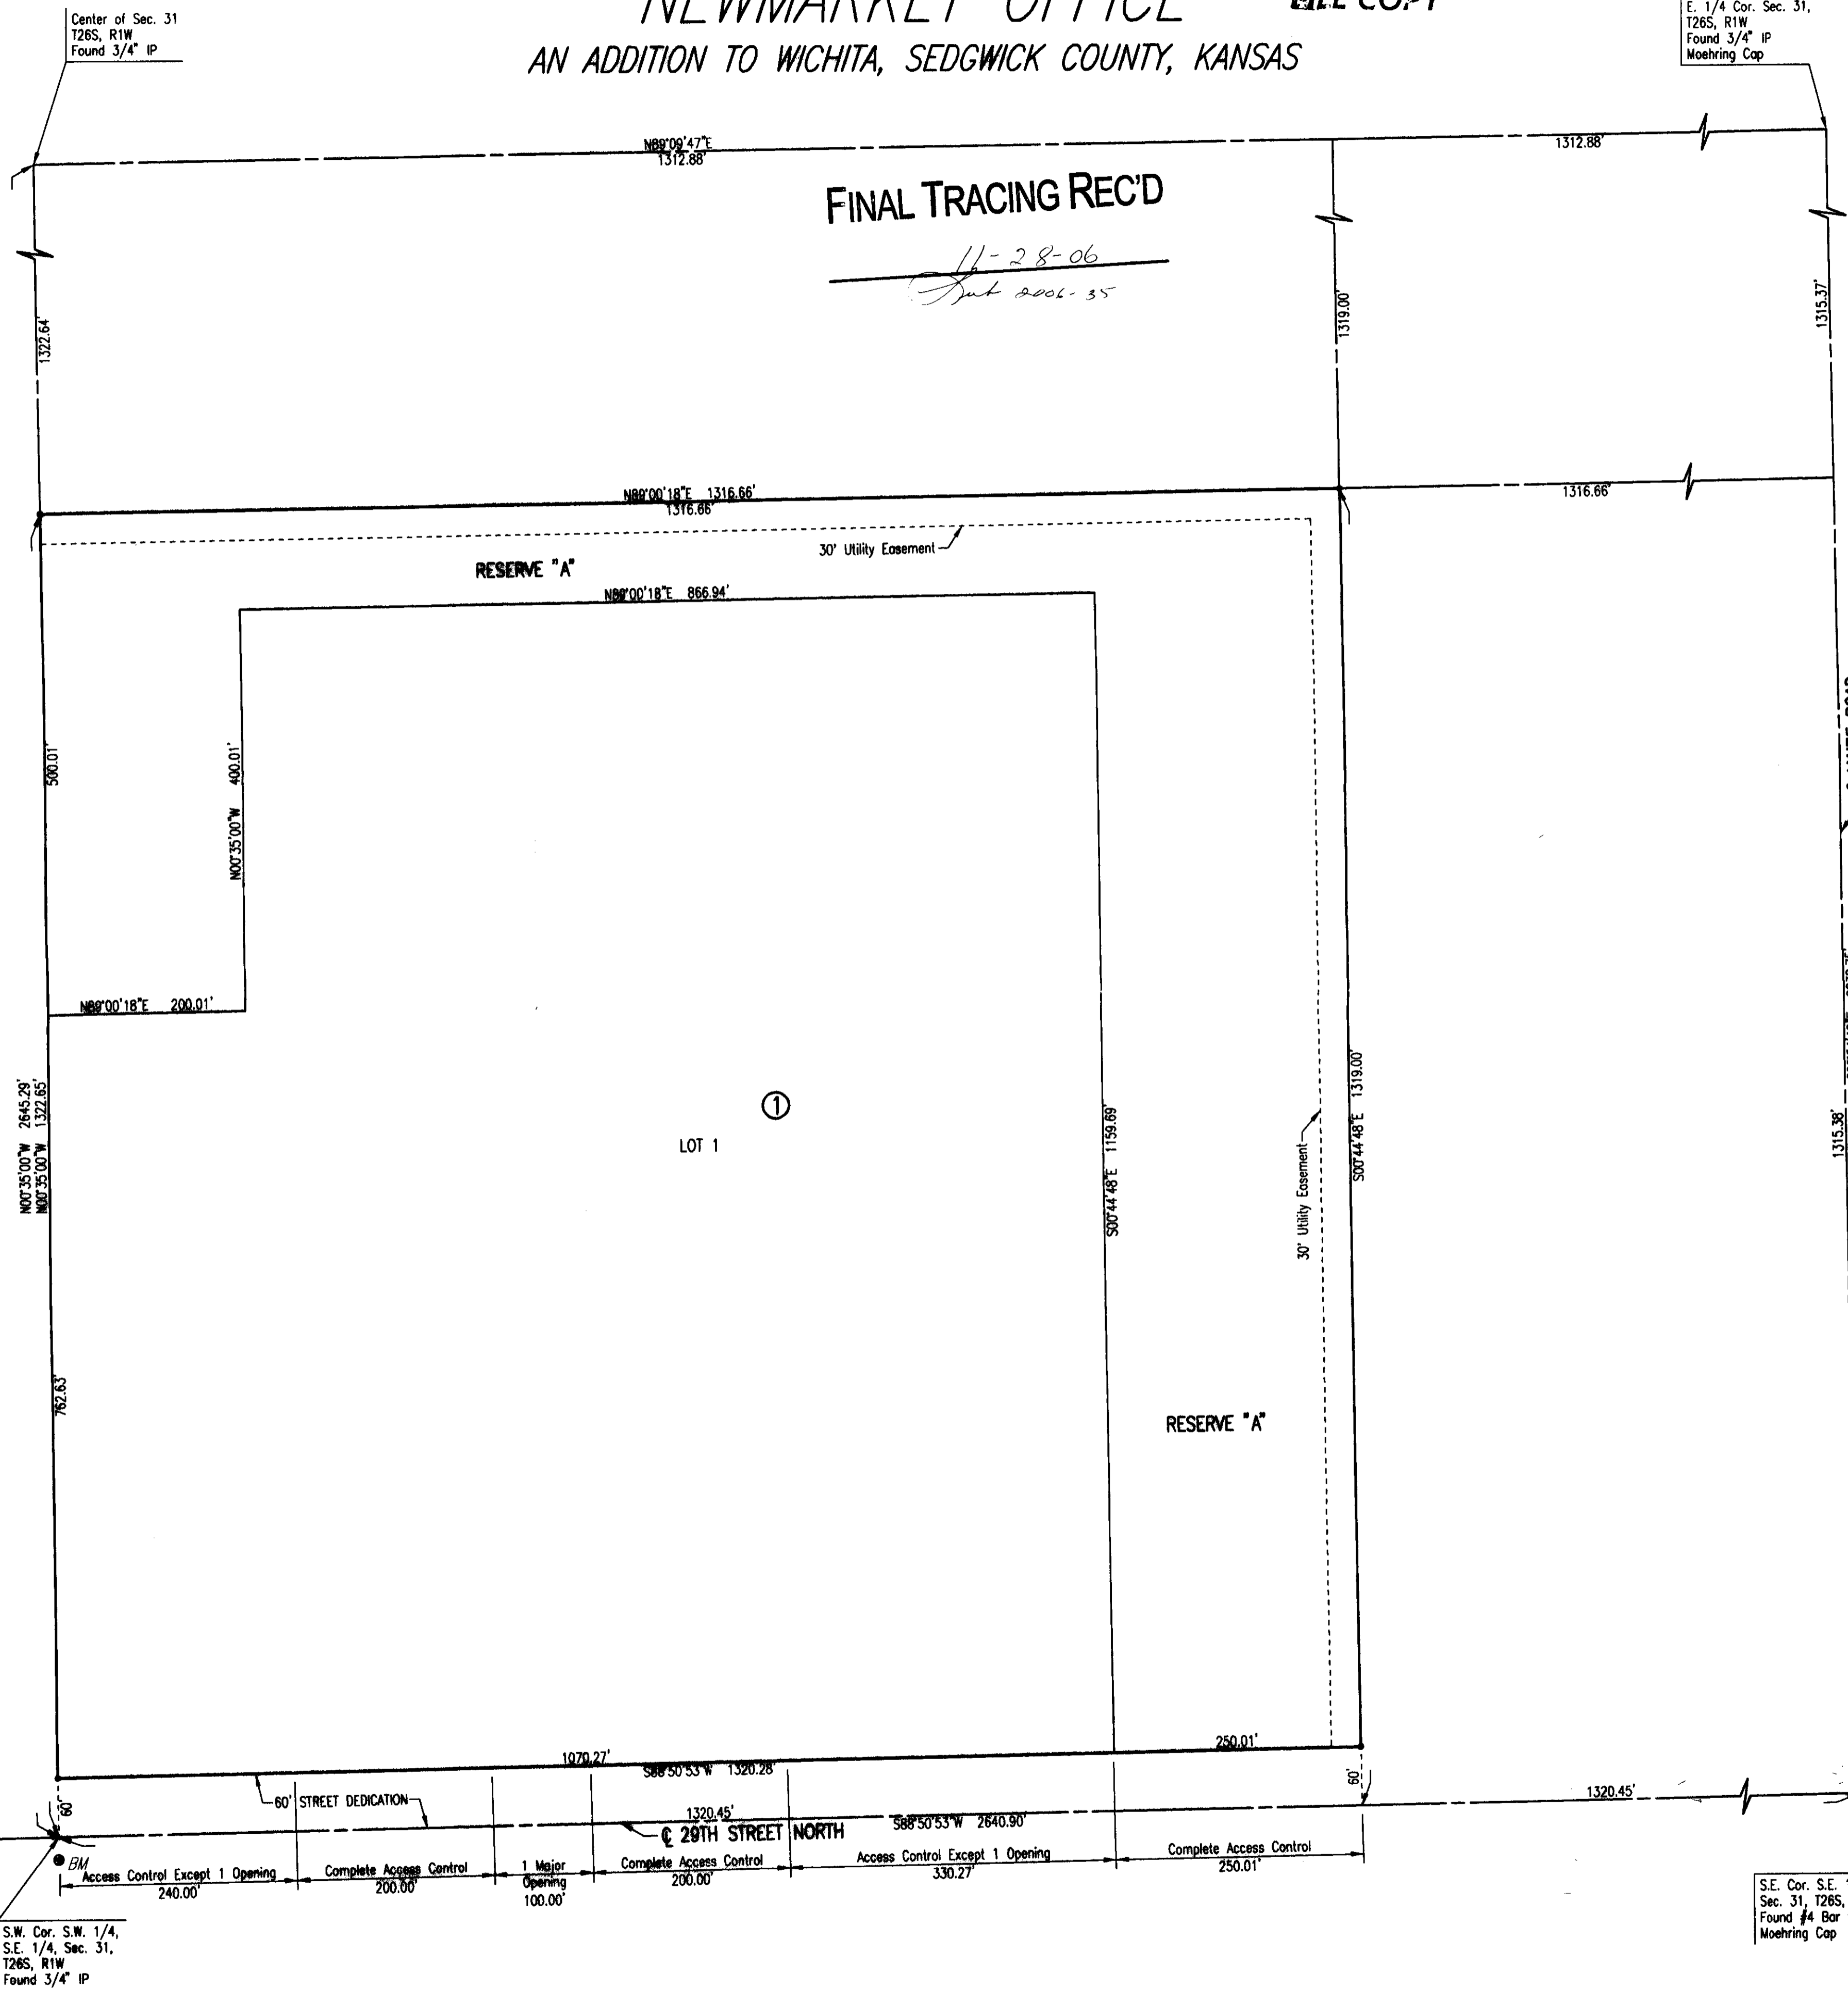 NEWMARKET OFFICE
FILE COPY
AN ADDITION TO WICHITA, SEDGWICK COUNTY, KANSAS
Center of Sec. 31
T26S, R1W
Found 3/4" IP
E. 1/4 Cor. Sec. 31,
T26S, R1W
Found 3/4" IP
Moehring Cap
N89°09'47"E
1312.88'
1312.88'
FINAL TRACING REC'D
11-28-06
2006-35
1322.64'
1319.00'
1315.37'
N89°00'18"E 1316.66'
1316.66'
1316.66'
30' Utility Easement
RESERVE "A"
N89°00'18"E 866.94'
500.01'
N00°35'00"W 400.01'
N89°00'18"E 200.01'
N00°35'00"W 2645.29'
N00°35'00"W 1322.65'
1
LOT 1
S00°44'48"E 1159.69'
30' Utility Easement
S00°44'48"E 1319.00'
1315.38'
762.63'
RESERVE "A"
1070.27'
250.01'
S88°50'53"W 1320.28'
60'
60' STREET DEDICATION
60'
1320.45'
1320.45'
S88°50'53"W 2640.90'
℄ 29TH STREET NORTH
BM
Access Control Except 1 Opening
240.00'
Complete Access Control
200.00'
1 Major
Opening
100.00'
Complete Access Control
200.00'
Access Control Except 1 Opening
330.27'
Complete Access Control
250.01'
S.W. Cor. S.W. 1/4,
S.E. 1/4, Sec. 31,
T26S, R1W
Found 3/4" IP
S.E. Cor. S.E.
Sec. 31, T26S,
Found #4 Bar
Moehring Cap